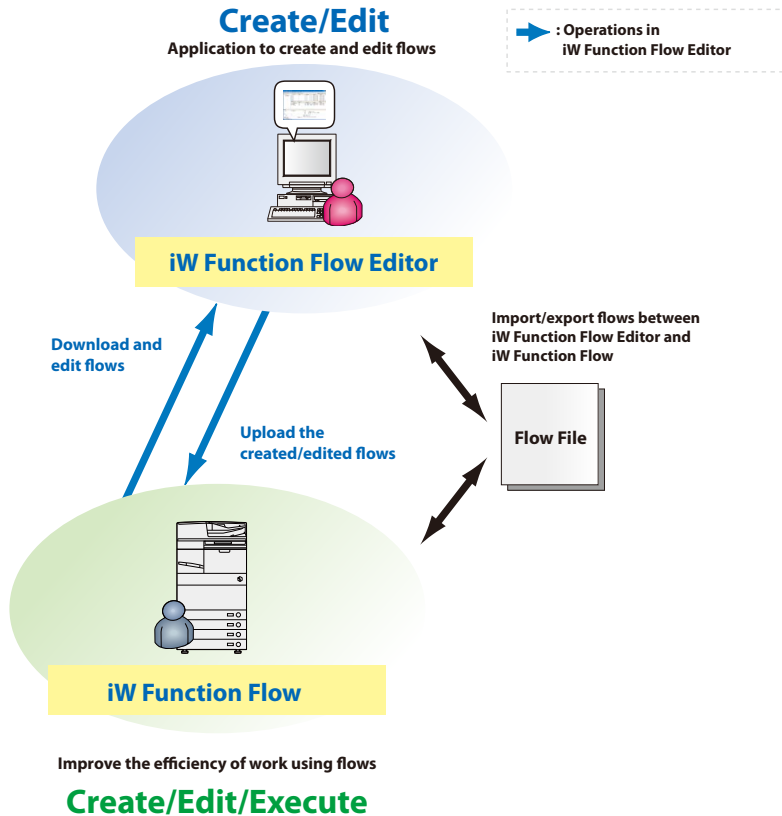 Create/Edit
Application to create and edit flows
: Operations in
iW Function Flow Editor
iW Function Flow Editor
Download and
edit flows
Import/export flows between
iW Function Flow Editor and
iW Function Flow
Upload the
created/edited flows
Flow File
iW Function Flow
Improve the efficiency of work using flows
Create/Edit/Execute